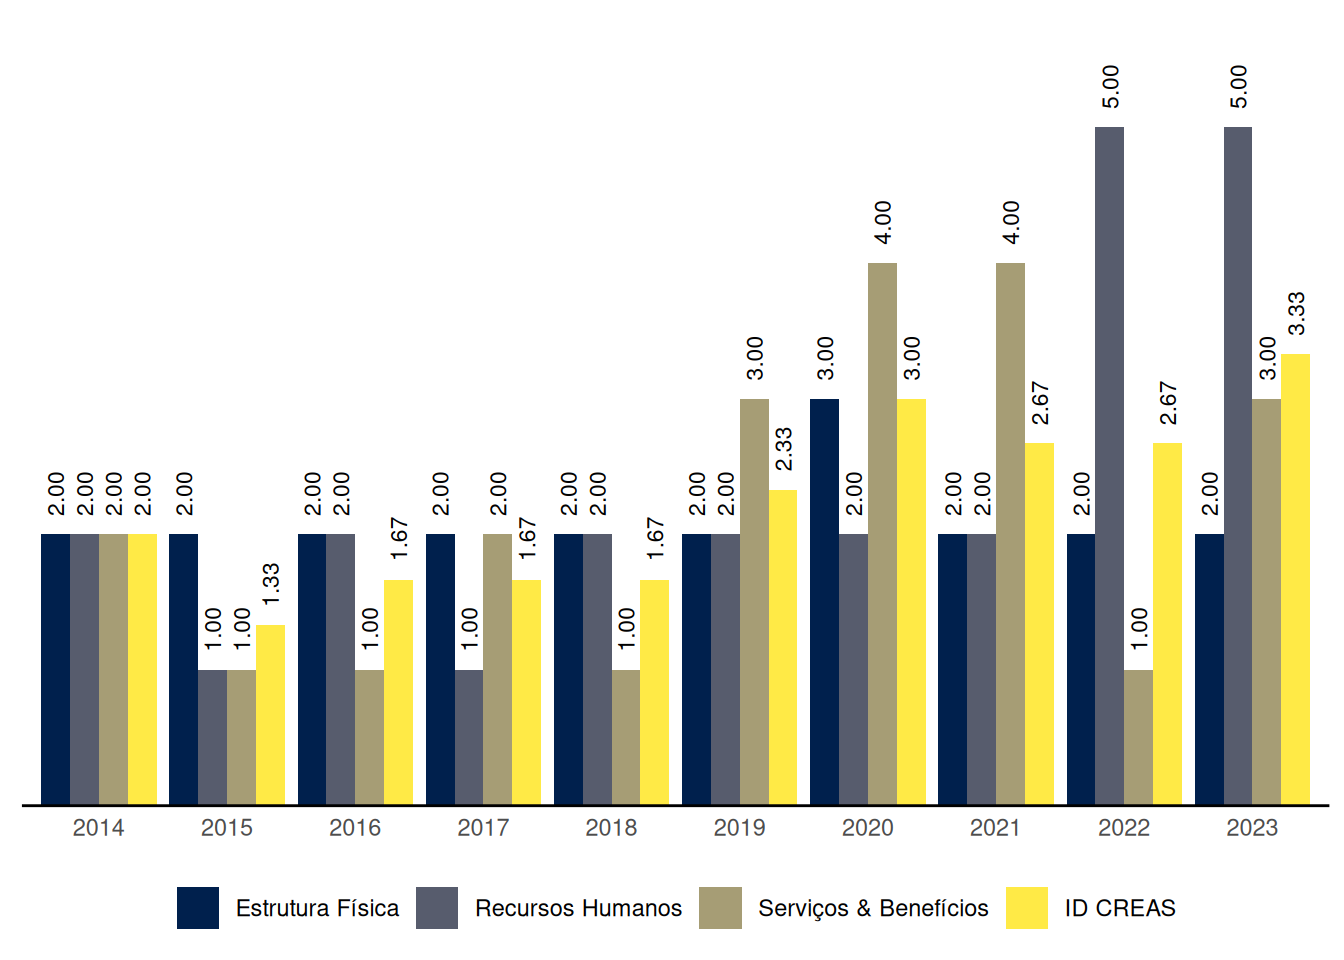 5.00 5.00
4.00 4.00
3.33
3.00 3.00 3.00 3.00
2.67 2.67
2.33
2.00 2.00 2.00 2.00 2.00 2.00 2.00 2.00 2.00 2.00 2.00 2.00 2.00 2.00 2.00 2.00 2.00 2.00
1.67 1.67 1.67
1.33
1.00 1.00 1.00 1.00 1.00 1.00
2014 2015 2016 2017 2018 2019 2020 2021 2022 2023
Estrutura Física Recursos Humanos Serviços & Benefícios ID CREAS